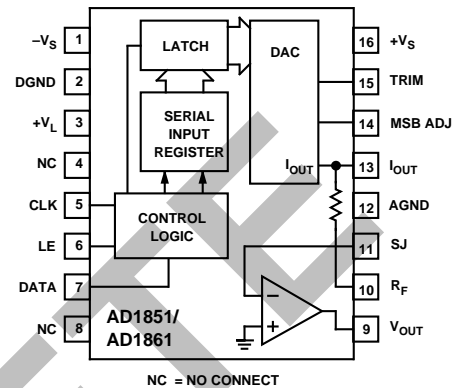 –VS 1
DGND 2
+VL 3
NC 4
CLK 5
LE 6
DATA 7
NC 8
LATCH
SERIAL
INPUT
REGISTER
CONTROL
LOGIC
DAC
IOUT
–
+
AD1851/
AD1861
16 +VS
15 TRIM
14 MSB ADJ
13 IOUT
12 AGND
11 SJ
10 RF
9 VOUT
NC = NO CONNECT